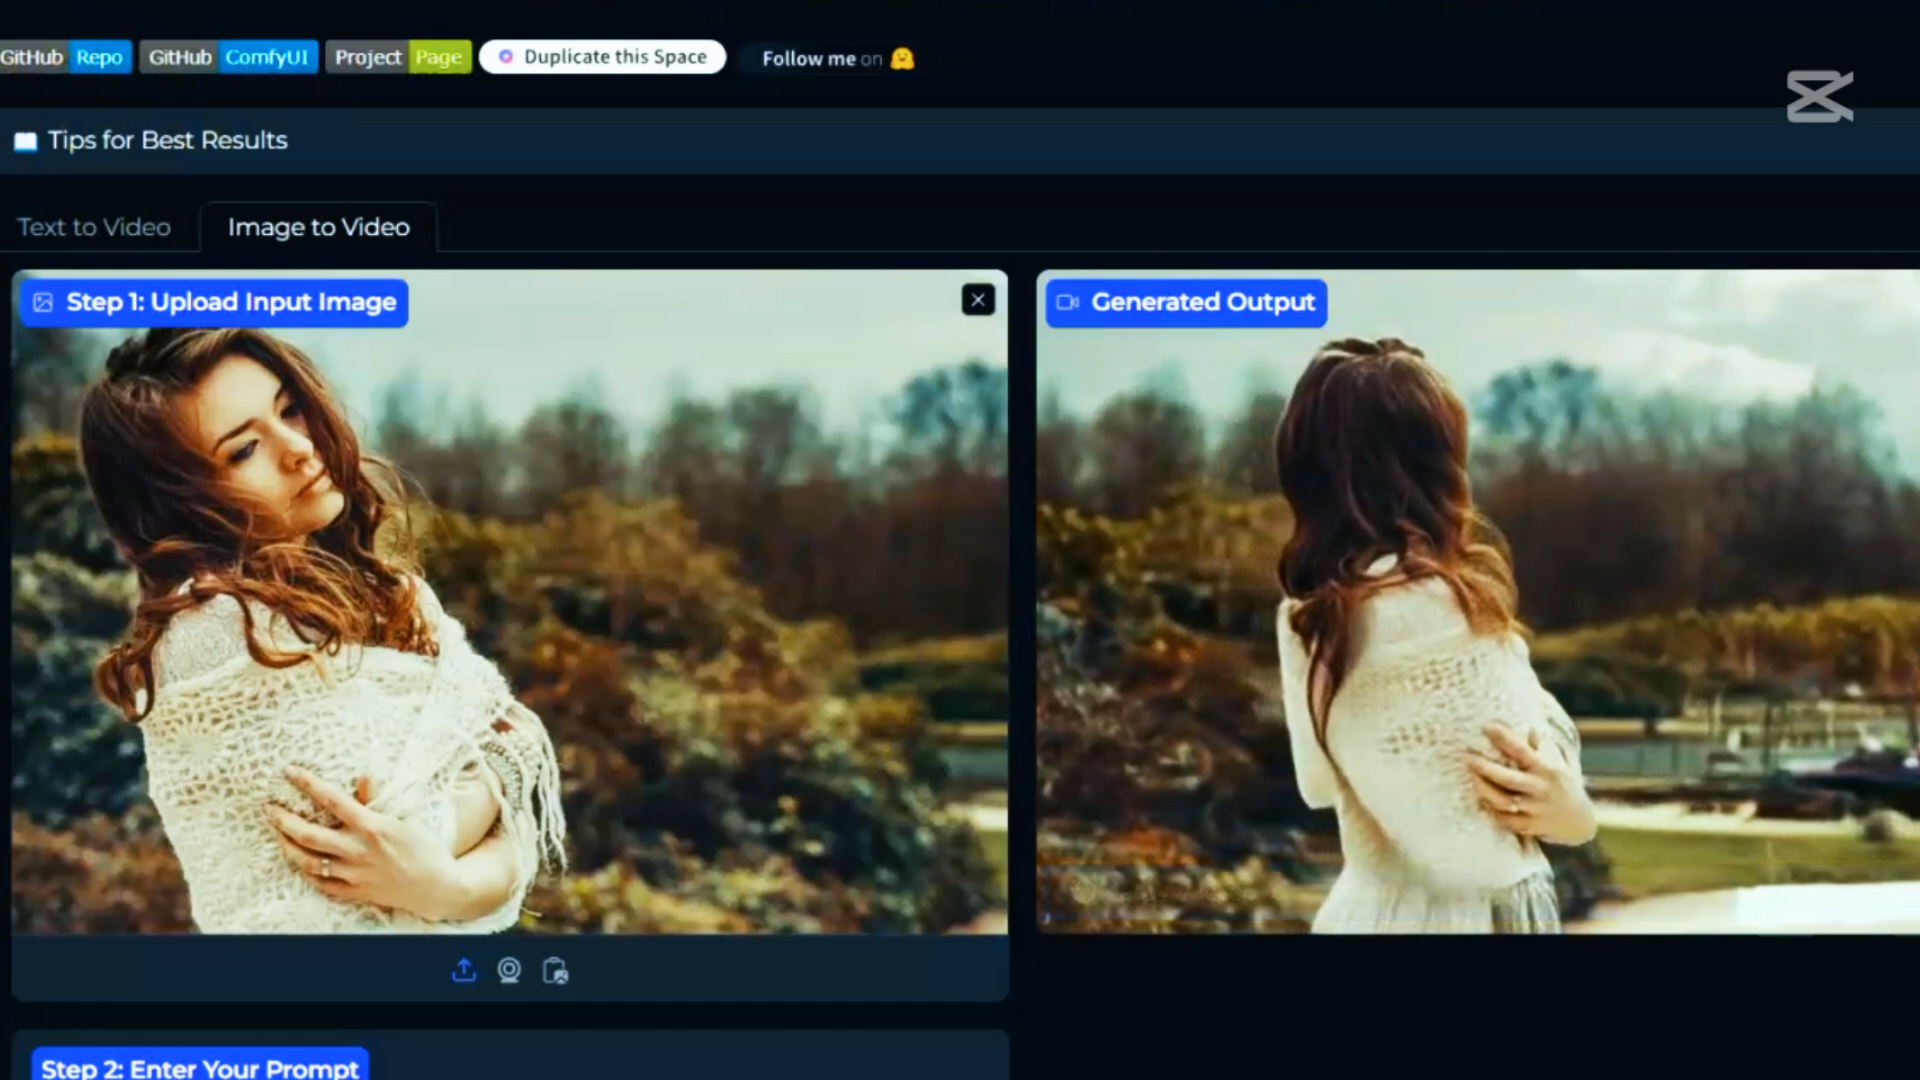 GitHub Repo GitHub ComfyUI Project Page Duplicate this Space Follow me on
Tips for Best Results
Text to Video Image to Video
Step 1: Upload Input Image
Generated Output
Step 2: Enter Your Prompt